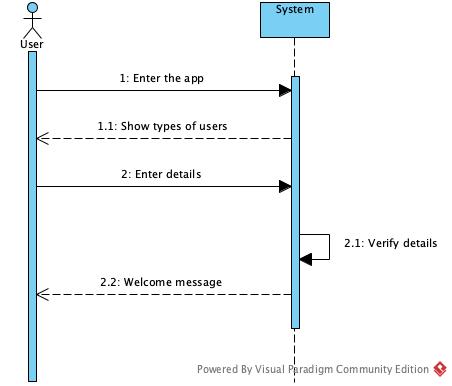 System
User
1: Enter the app
1.1: Show types of users
2: Enter details
2.1: Verify details
2.2: Welcome message
Powered By Visual Paradigm Community Edition